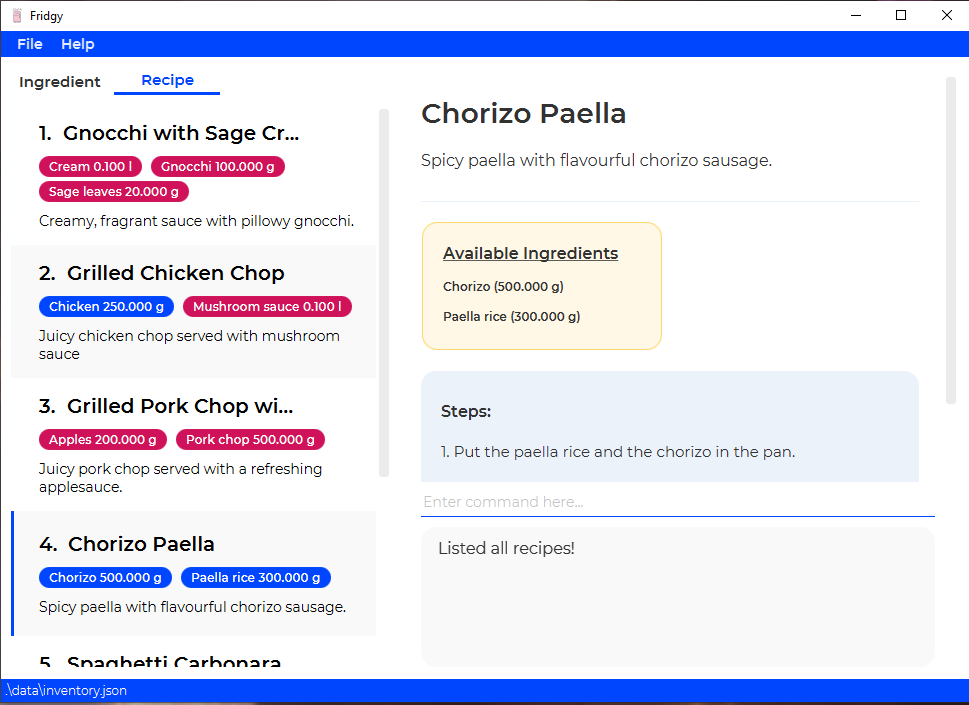 Fridgy
File Help
Ingredient Recipe
1. Gnocchi with Sage Cr...
Cream 0.100 l Gnocchi 100.000 g
Sage leaves 20.000 g
Creamy, fragrant sauce with pillowy gnocchi.
2. Grilled Chicken Chop
Chicken 250.000 g Mushroom sauce 0.100 l
Juicy chicken chop served with mushroom
sauce
3. Grilled Pork Chop wi...
Apples 200.000 g Pork chop 500.000 g
Juicy pork chop served with a refreshing
applesauce.
4. Chorizo Paella
Chorizo 500.000 g Paella rice 300.000 g
Spicy paella with flavourful chorizo sausage.
5. Spaghetti Carbonara
Chorizo Paella
Spicy paella with flavourful chorizo sausage.
Available Ingredients
Chorizo (500.000 g)
Paella rice (300.000 g)
Steps:
1. Put the paella rice and the chorizo in the pan.
Enter command here...
Listed all recipes!
.\data\inventory.json